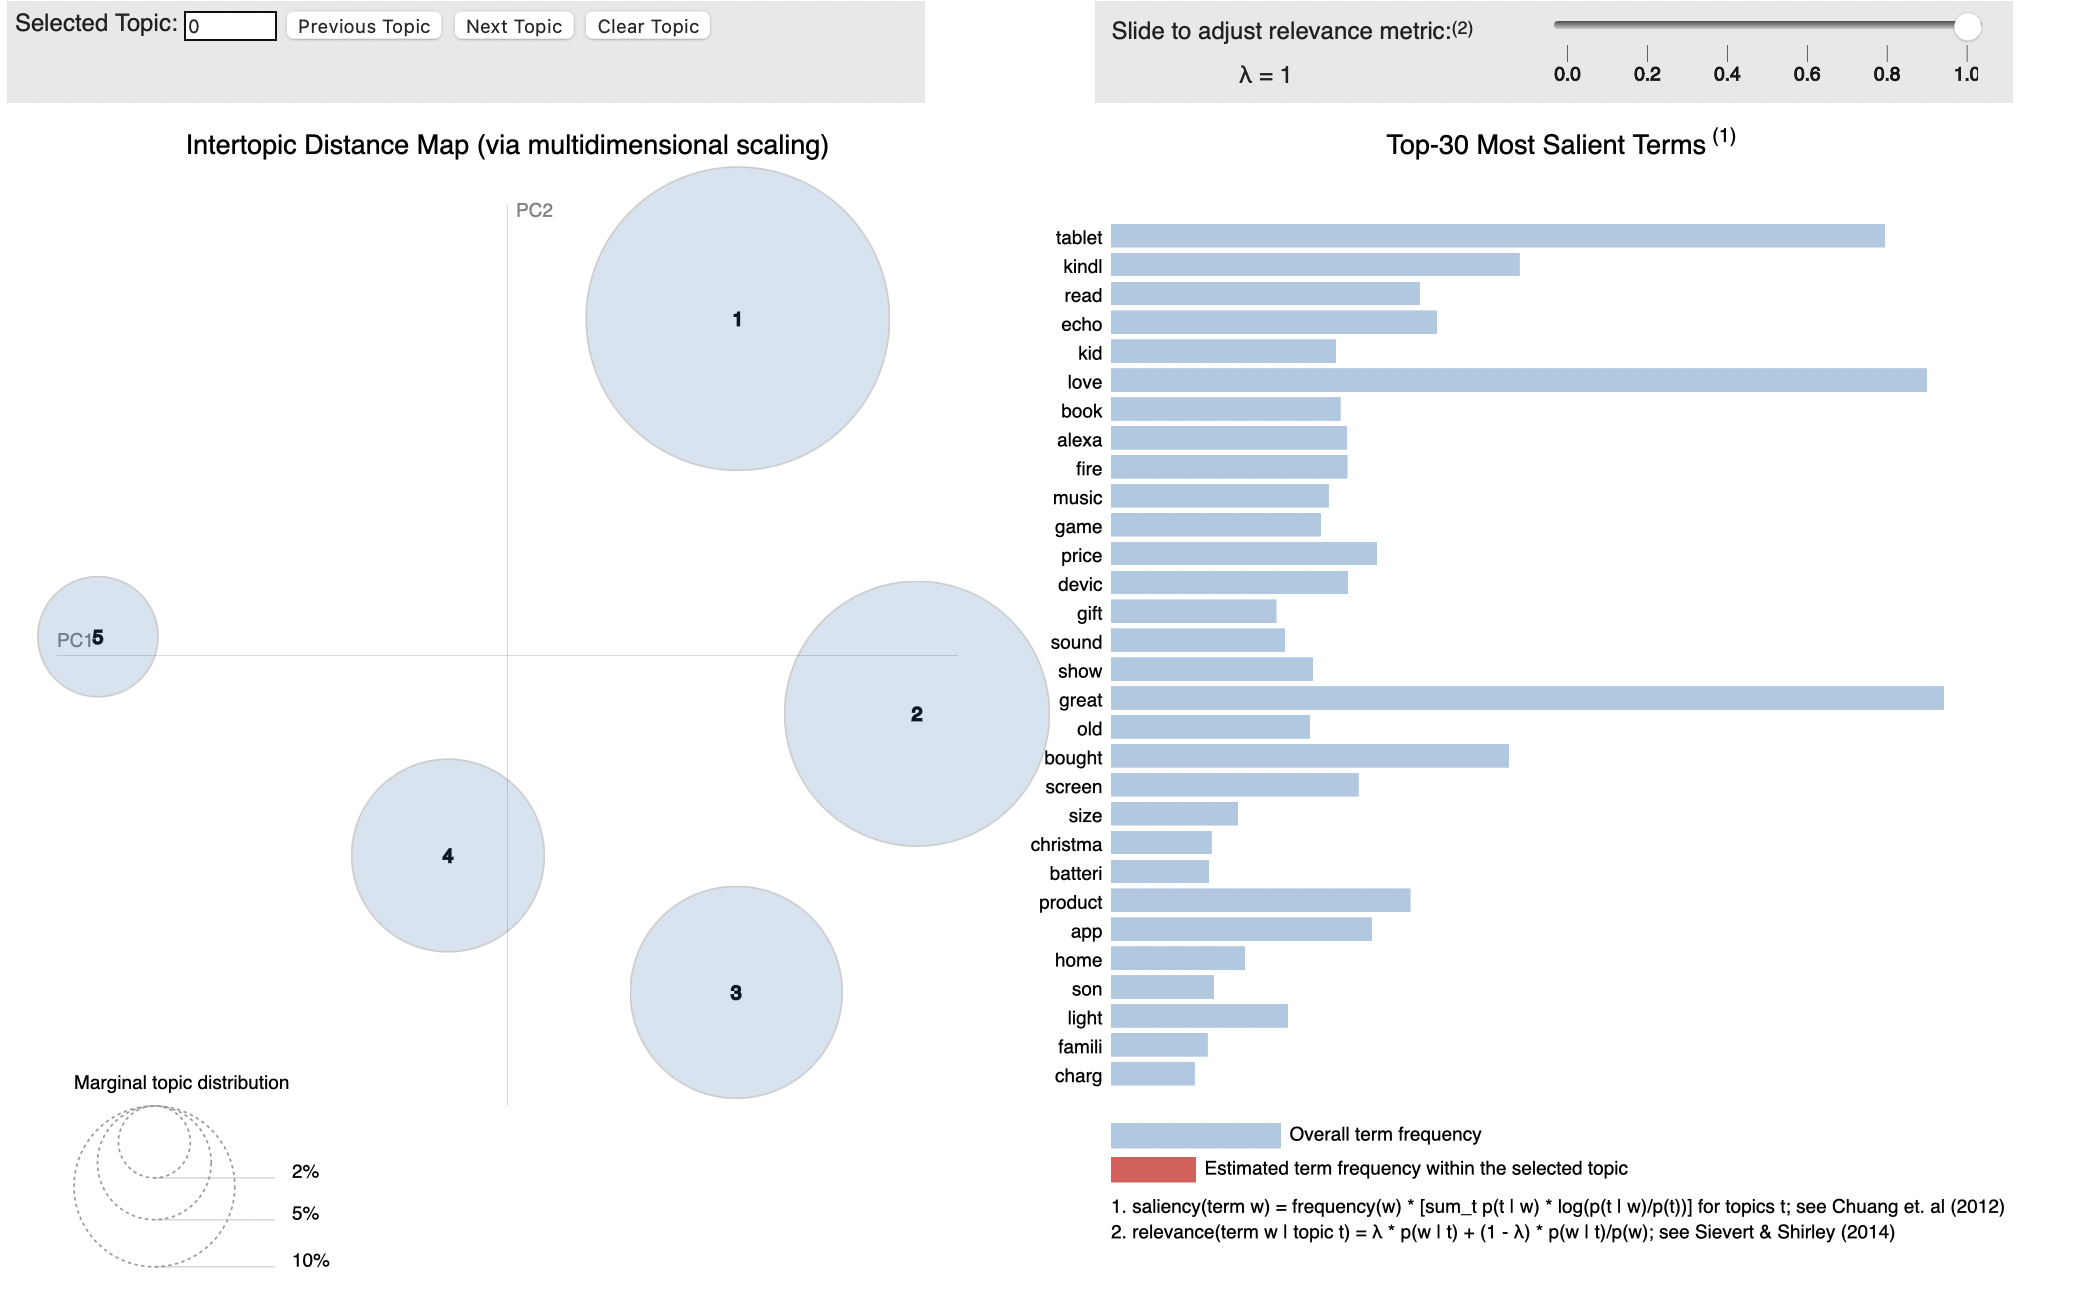 Selected Topic: 0 Previous Topic Next Topic Clear Topic
Slide to adjust relevance metric:(2)
λ = 1
0.0 0.2 0.4 0.6 0.8 1.0
Intertopic Distance Map (via multidimensional scaling)
PC2
1
PC1
5
2
4
3
Marginal topic distribution
2%
5%
10%
Top-30 Most Salient Terms (1)
tablet
kindl
read
echo
kid
love
book
alexa
fire
music
game
price
devic
gift
sound
show
great
old
bought
screen
size
christma
batteri
product
app
home
son
light
famili
charg
Overall term frequency
Estimated term frequency within the selected topic
1. saliency(term w) = frequency(w) * [sum_t p(t | w) * log(p(t | w)/p(t))] for topics t; see Chuang et. al (2012)
2. relevance(term w | topic t) = λ * p(w | t) + (1 - λ) * p(w | t)/p(w); see Sievert & Shirley (2014)